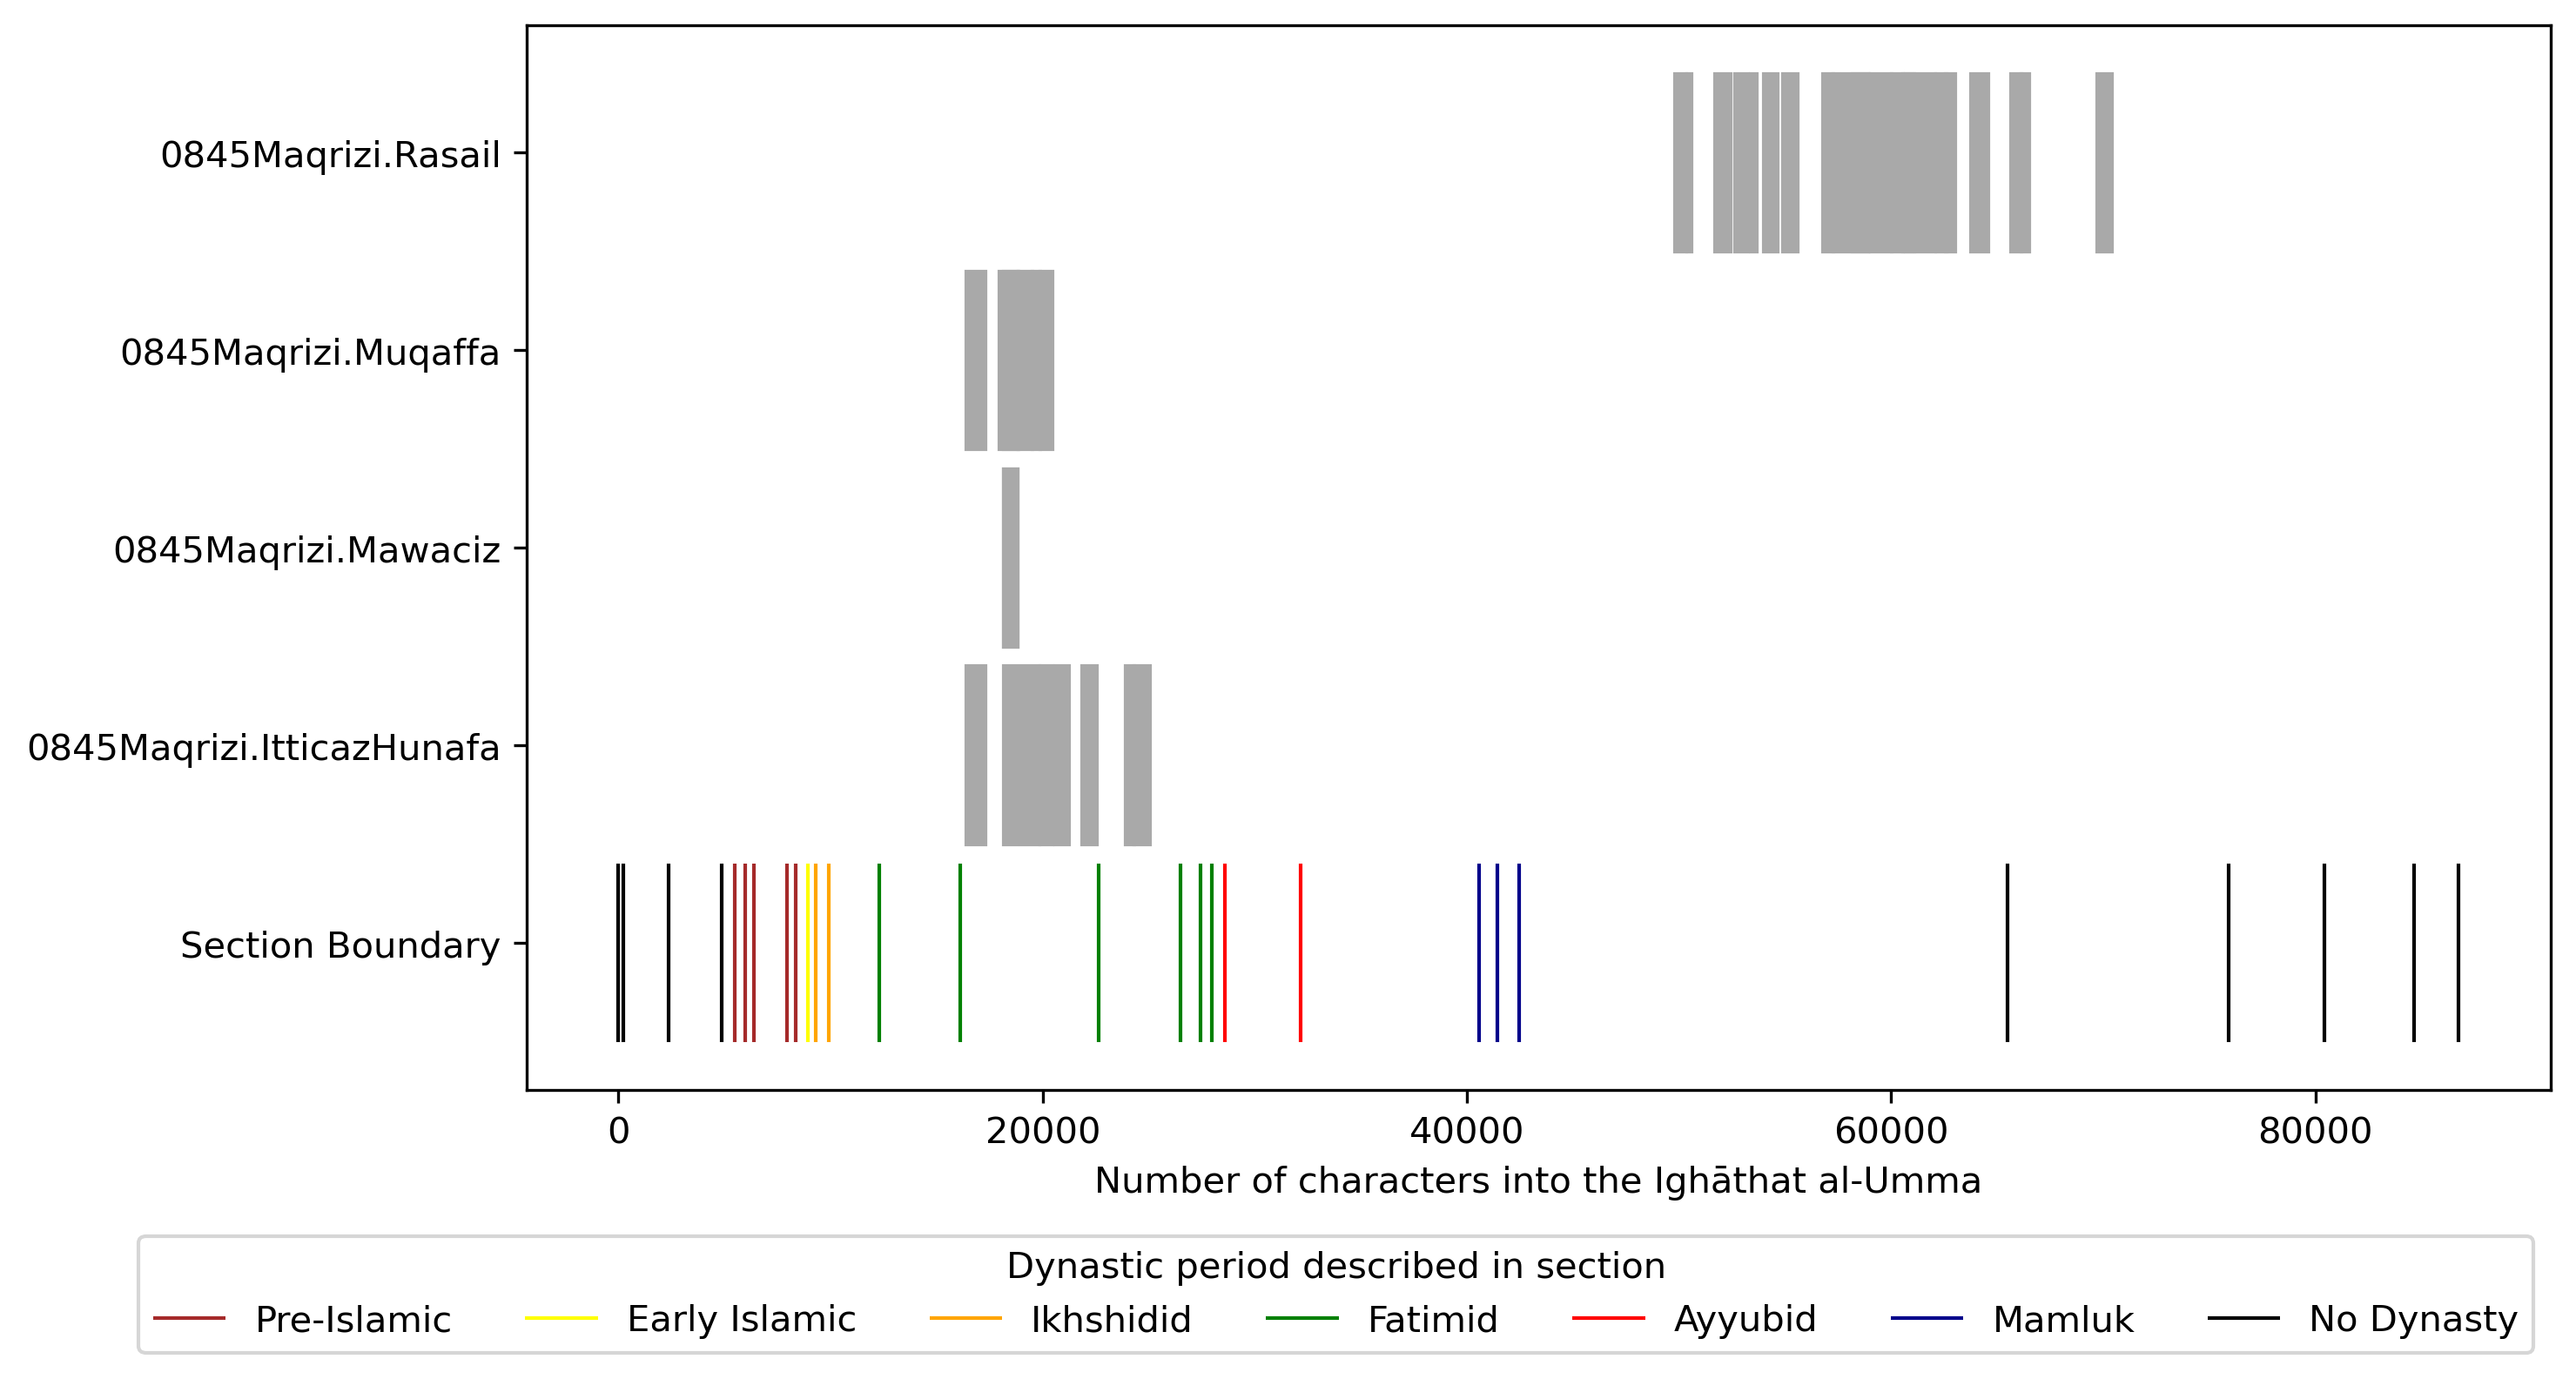 0845Maqrizi.Rasail
0845Maqrizi.Muqaffa
0845Maqrizi.Mawaciz
0845Maqrizi.ItticazHunafa
Section Boundary
0 20000 40000 60000 80000
Number of characters into the Ighāthat al-Umma
Dynastic period described in section
Pre-Islamic Early Islamic Ikhshidid Fatimid Ayyubid Mamluk No Dynasty